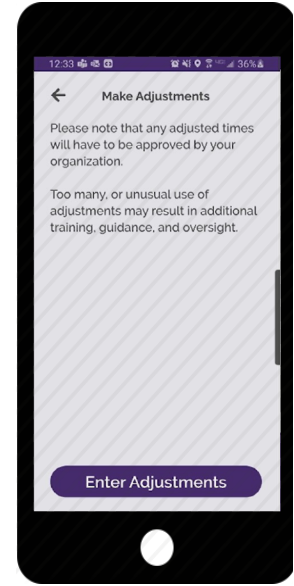 12:33 36%
Make Adjustments
Please note that any adjusted times
will have to be approved by your
organization.
Too many, or unusual use of
adjustments may result in additional
training, guidance, and oversight.
Enter Adjustments